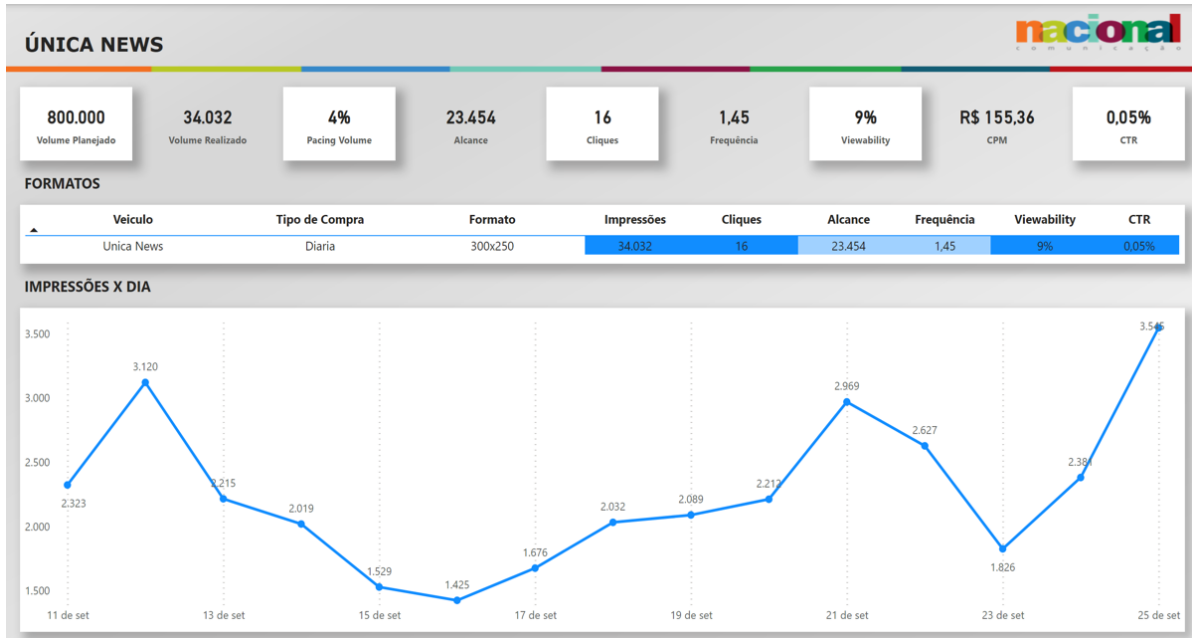 ÚNICA NEWS
nacional
comunicação
800.000
Volume Planejado
34.032
Volume Realizado
4%
Pacing Volume
23.454
Alcance
16
Cliques
1,45
Frequência
9%
Viewability
R$ 155,36
CPM
0,05%
CTR
FORMATOS
Veiculo Tipo de Compra Formato Impressões Cliques Alcance Frequência Viewability CTR
Unica News Diaria 300x250 34.032 16 23.454 1,45 9% 0,05%
IMPRESSÕES X DIA
3.500
3.000
2.500
2.000
1.500
2.323
3.120
2.215
2.019
1.529
1.425
1.676
2.032
2.089
2.212
2.969
2.627
1.826
2.381
3.545
11 de set 13 de set 15 de set 17 de set 19 de set 21 de set 23 de set 25 de set